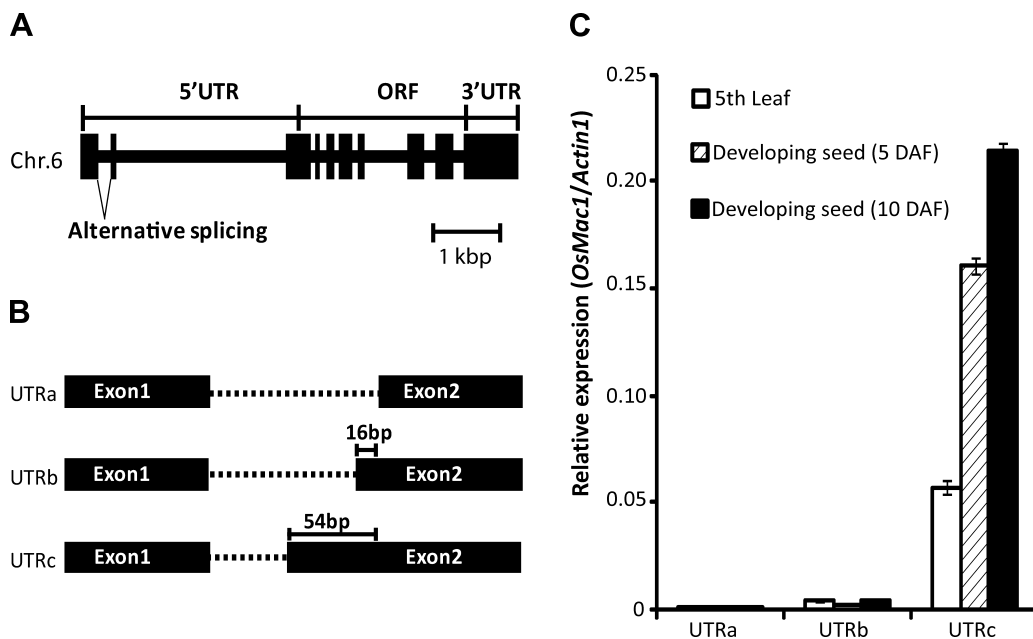 A
5'UTR ORF 3'UTR
Chr.6
Alternative splicing
1 kbp
B
UTRa Exon1 Exon2
16bp
UTRb Exon1 Exon2
54bp
UTRc Exon1 Exon2
C
Relative expression (OsMac1/Actin1)
0.25
0.20
0.15
0.10
0.05
0
5th Leaf
Developing seed (5 DAF)
Developing seed (10 DAF)
UTRa UTRb UTRc